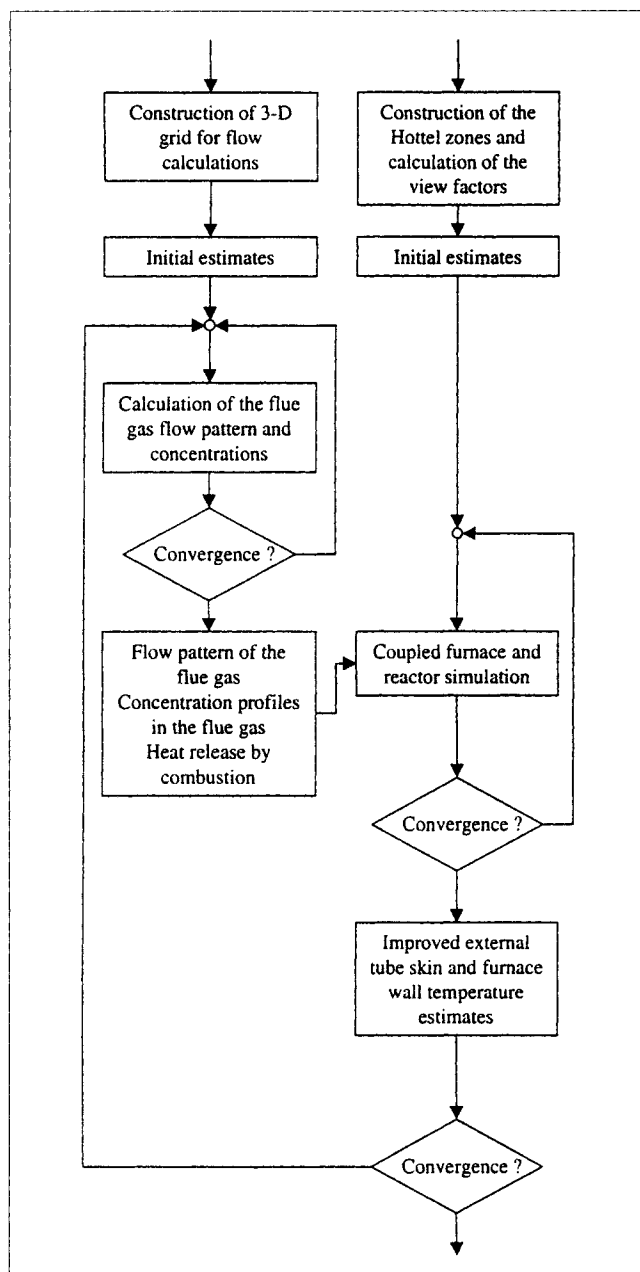 Construction of 3-D
grid for flow
calculations
Construction of the
Hottel zones and
calculation of the
view factors
Initial estimates
Initial estimates
Calculation of the flue
gas flow pattern and
concentrations
Convergence ?
Flow pattern of the
flue gas
Concentration profiles
in the flue gas
Heat release by
combustion
Coupled furnace and
reactor simulation
Convergence ?
Improved external
tube skin and furnace
wall temperature
estimates
Convergence ?